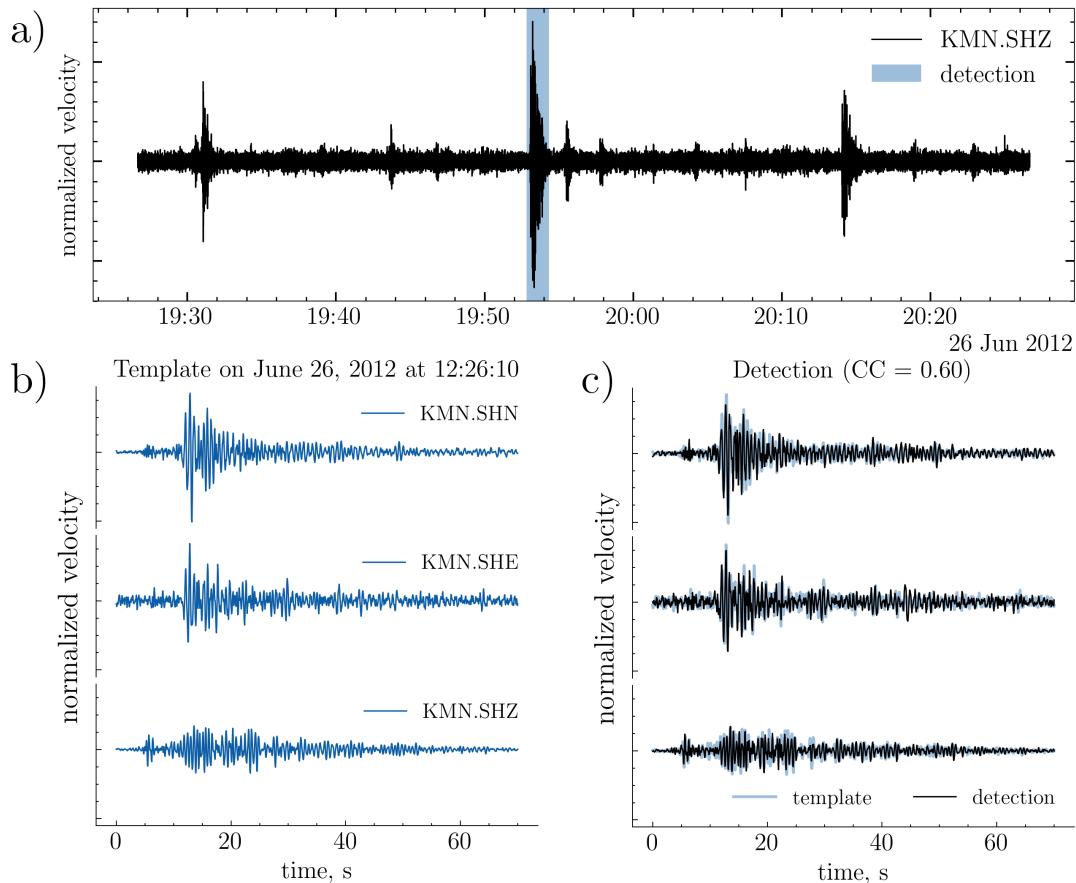 a)
normalized velocity
KMN.SHZ
detection
19:30 19:40 19:50 20:00 20:10 20:20
26 Jun 2012
b)
Template on June 26, 2012 at 12:26:10
normalized velocity
KMN.SHN
KMN.SHE
KMN.SHZ
0 20 40 60
time, s
c)
Detection (CC = 0.60)
normalized velocity
template detection
0 20 40 60
time, s